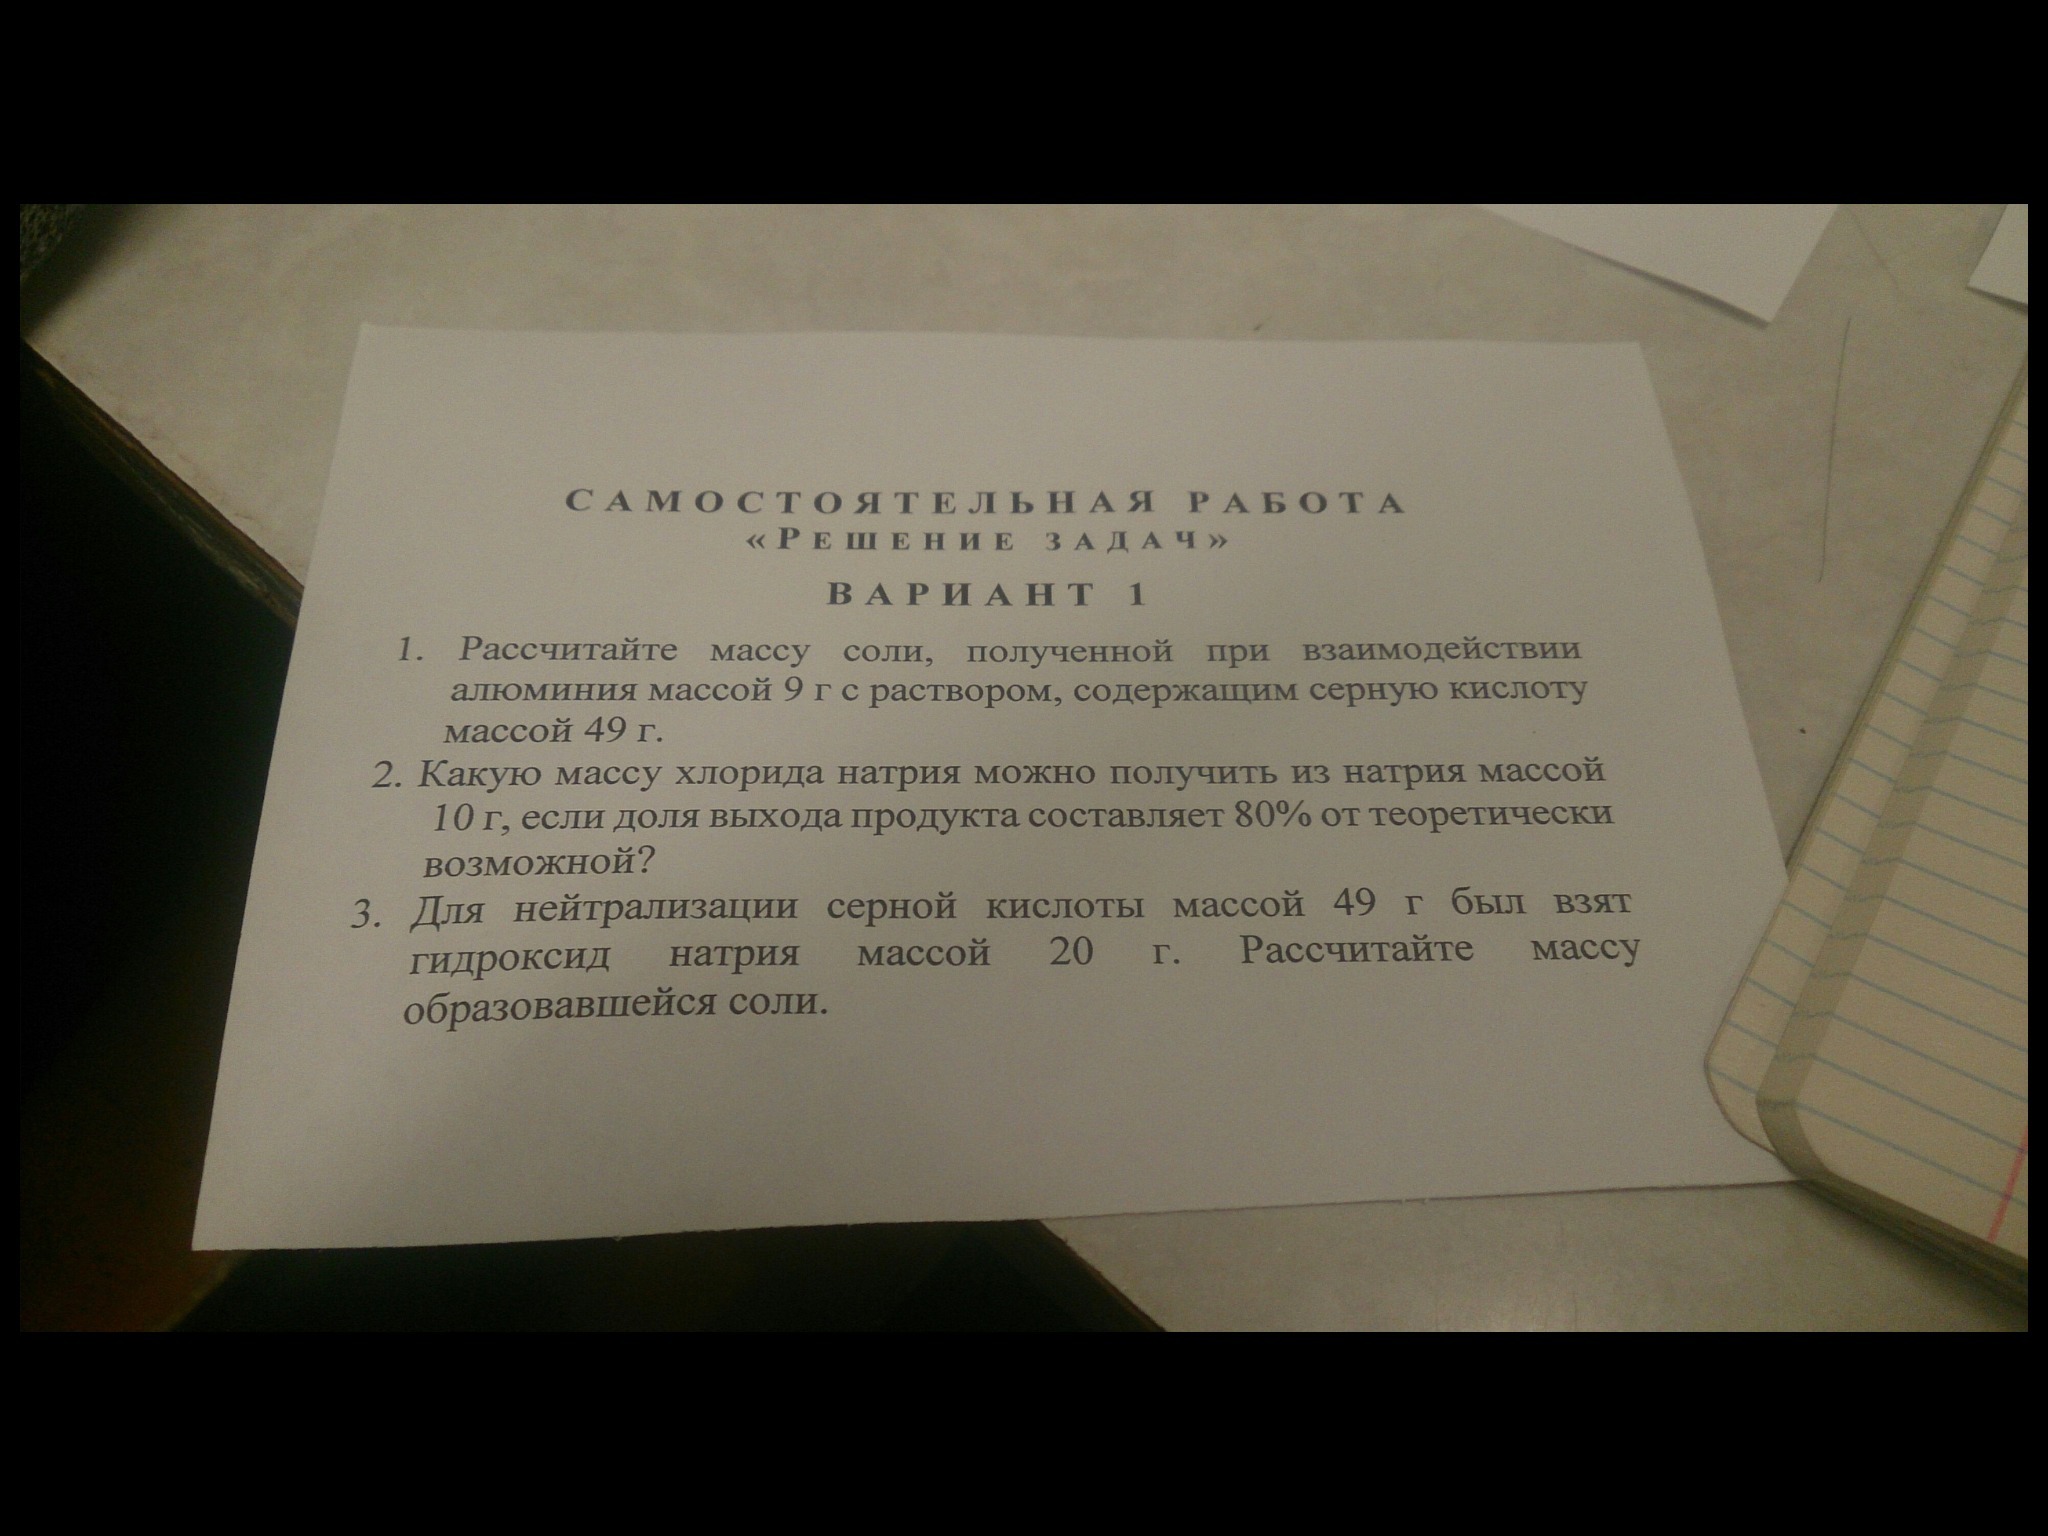 САМОСТОЯТЕЛЬНАЯ РАБОТА
«РЕШЕНИЕ ЗАДАЧ»
ВАРИАНТ 1
1. Рассчитайте массу соли, полученной при взаимодействии
алюминия массой 9 г с раствором, содержащим серную кислоту
массой 49 г.
2. Какую массу хлорида натрия можно получить из натрия массой
10 г, если доля выхода продукта составляет 80% от теоретически
возможной?
3. Для нейтрализации серной кислоты массой 49 г был взят
гидроксид натрия массой 20 г. Рассчитайте массу
образовавшейся соли.